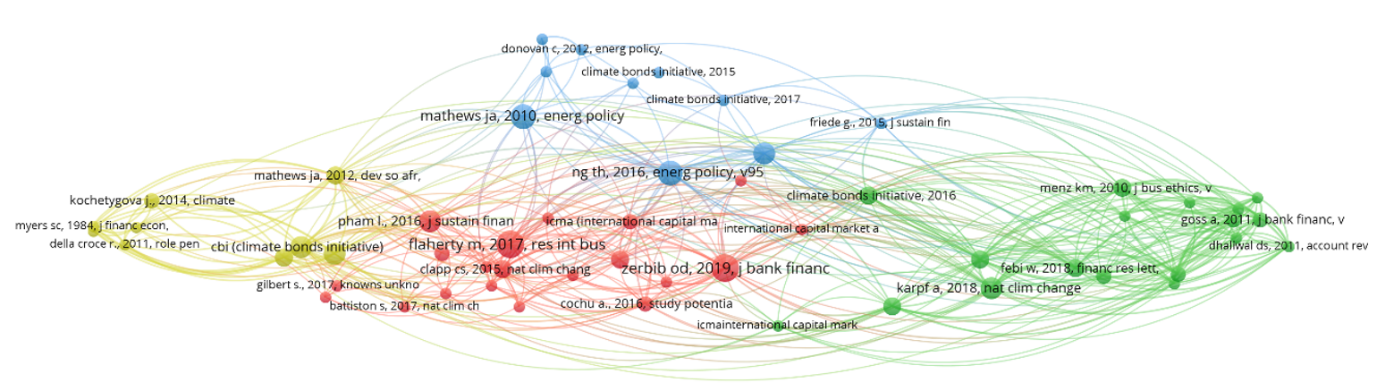 donovan c, 2012, energ policy,
climate bonds initiative, 2015
climate bonds initiative, 2017
mathews ja, 2010, energ policy
friede g., 2015, j sustain fin
ng th, 2016, energ policy, v95
mathews ja, 2012, dev so afr,
climate bonds initiative, 2016
menz km, 2010, j bus ethics, v
kochetygova j., 2014, climate
myers sc, 1984, j financ econ,
pham l., 2016, j sustain finan
icma (international capital ma
international capital market a
goss a, 2011, j bank financ, v
della croce r., 2011, role pen
cbi (climate bonds initiative)
flaherty m, 2017, res int bus
dhaliwal ds, 2011, account rev
clapp cs, 2015, nat clim chang
zerbib od, 2019, j bank financ
febi w, 2018, financ res lett,
gilbert s., 2017, knowns unkno
karpf a, 2018, nat clim change
battiston s, 2017, nat clim ch
cochu a., 2016, study potentia
icmainternational capital mark